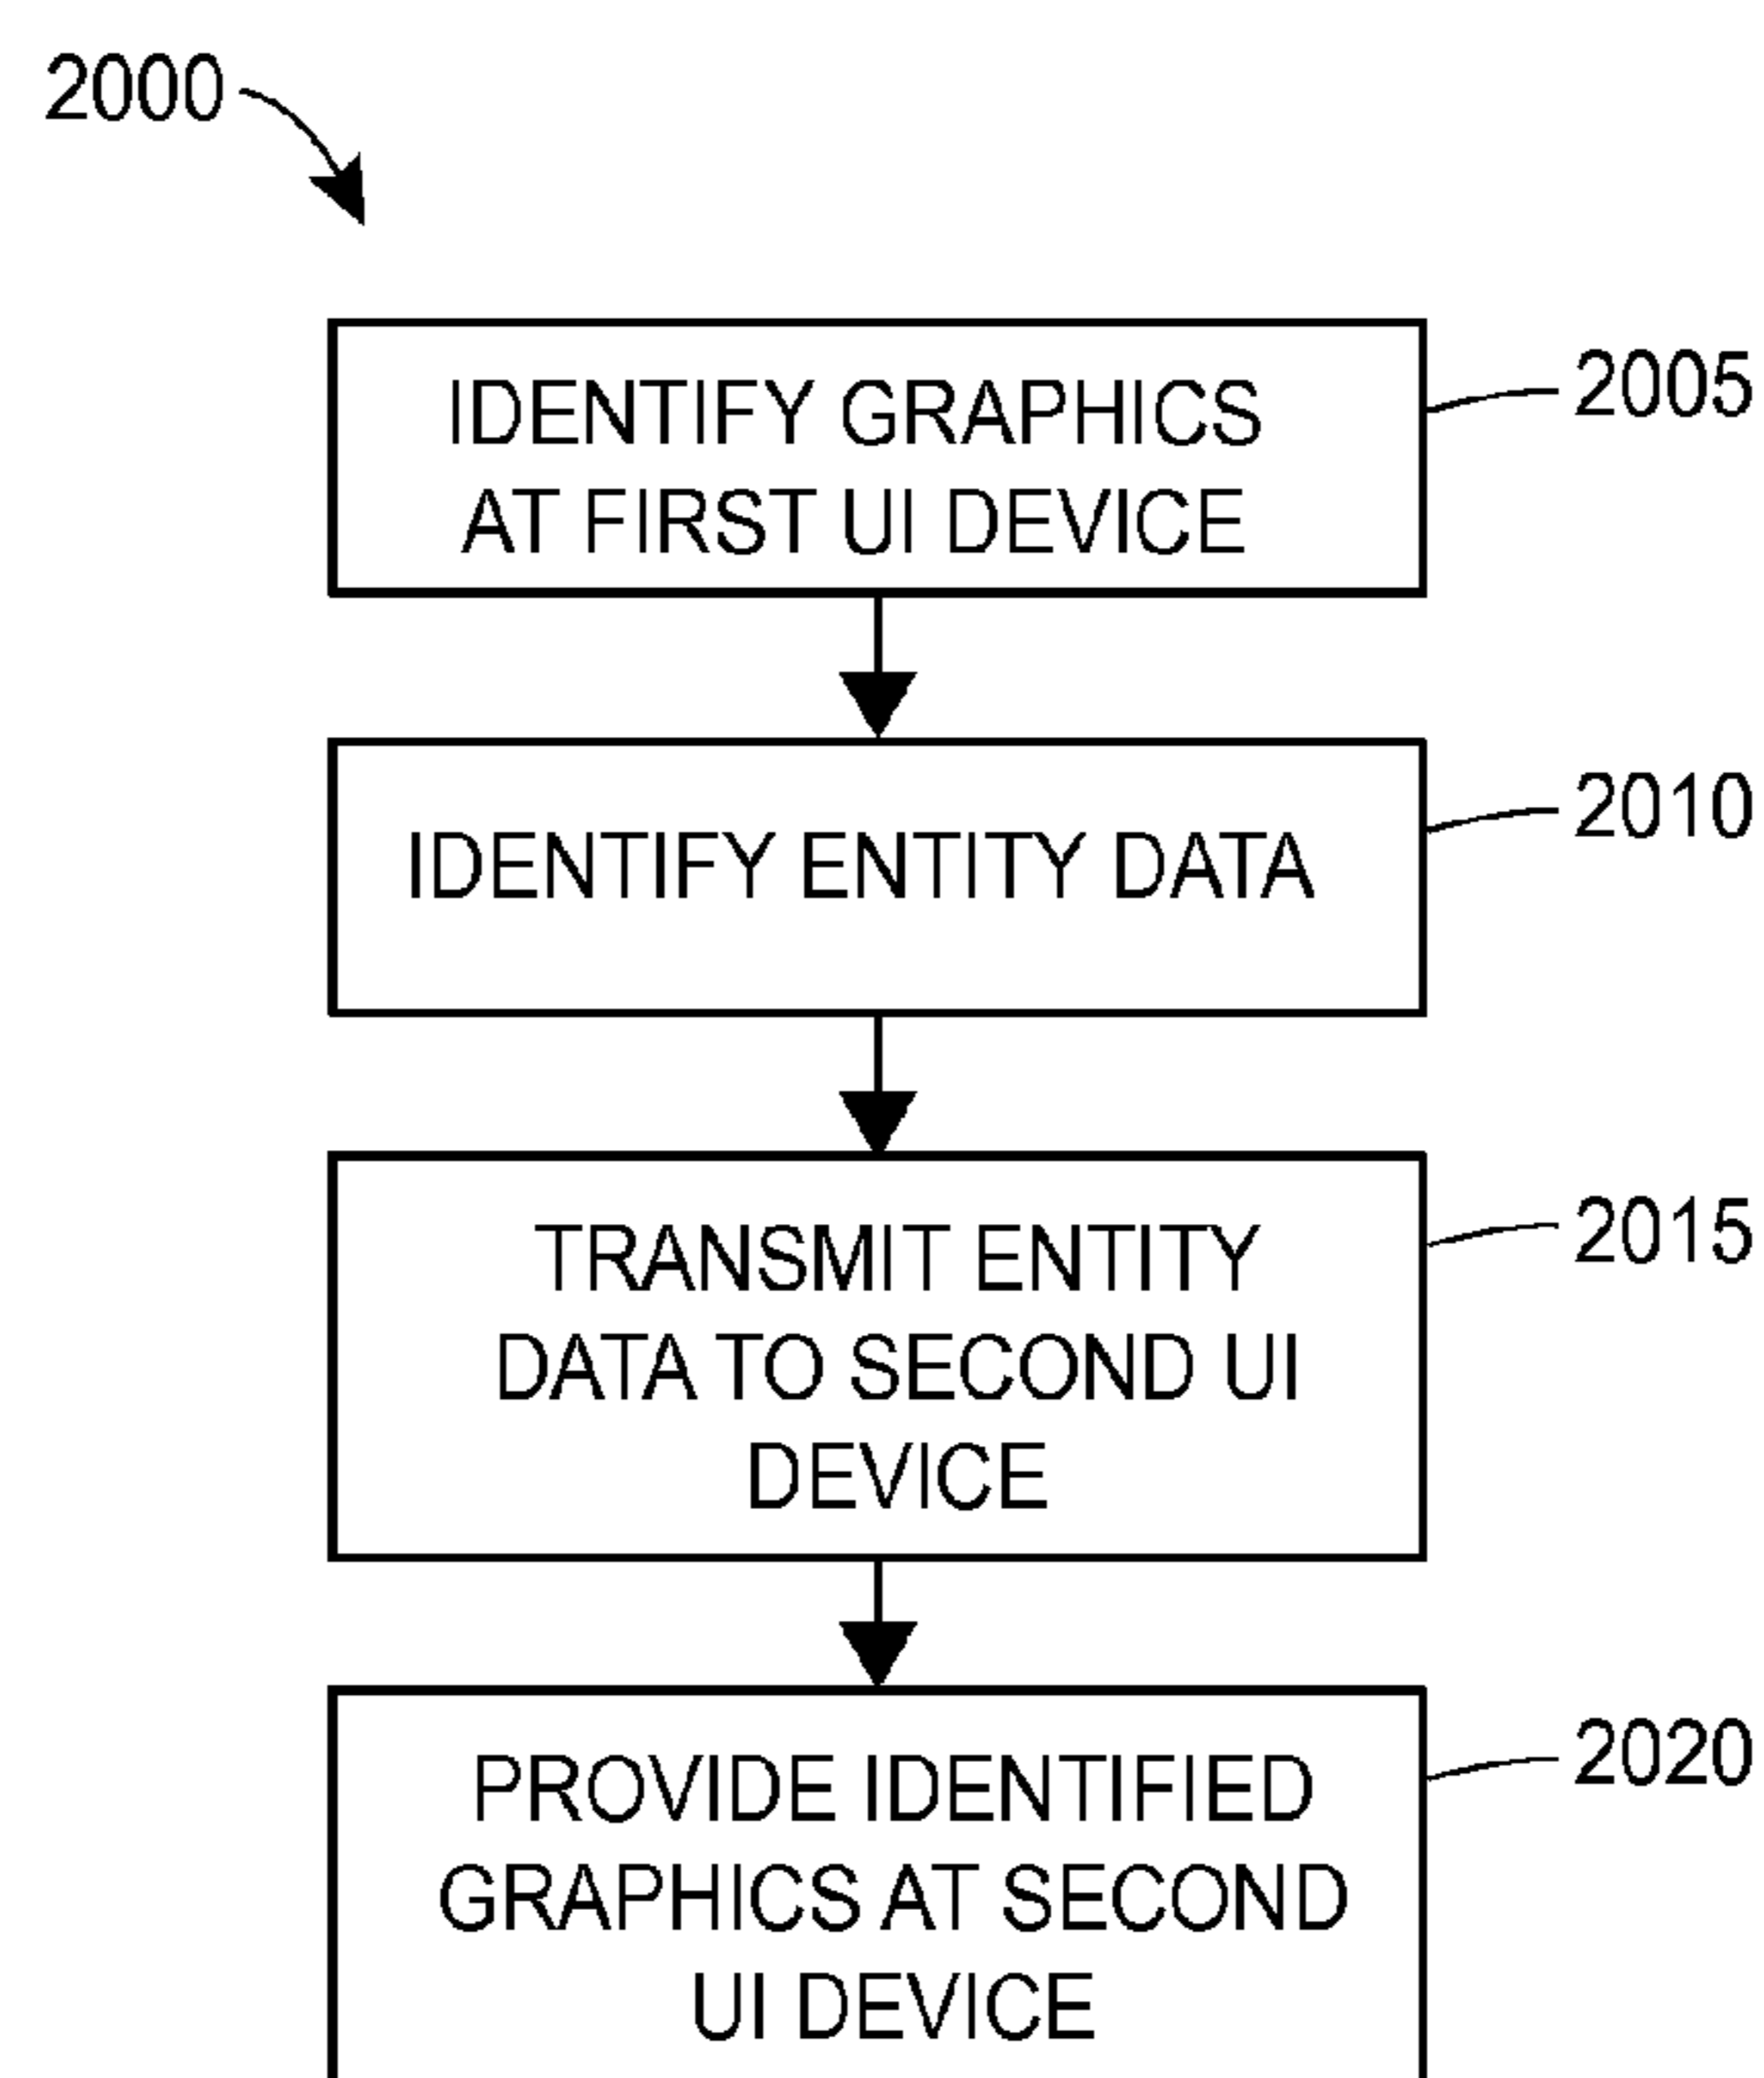 2000
IDENTIFY GRAPHICS
AT FIRST UI DEVICE
2005
IDENTIFY ENTITY DATA
2010
TRANSMIT ENTITY
DATA TO SECOND UI
DEVICE
2015
PROVIDE IDENTIFIED
GRAPHICS AT SECOND
UI DEVICE
2020